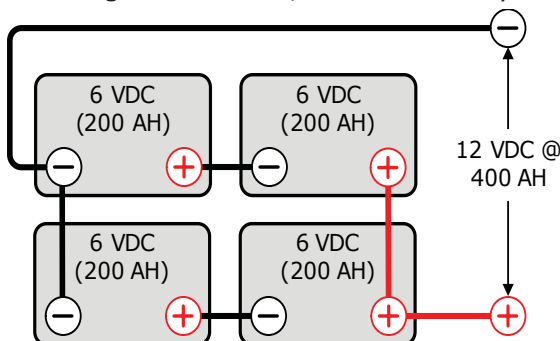 −
6 VDC
(200 AH)
− +
6 VDC
(200 AH)
− +
12 VDC @
400 AH
6 VDC
(200 AH)
− +
6 VDC
(200 AH)
− +
+